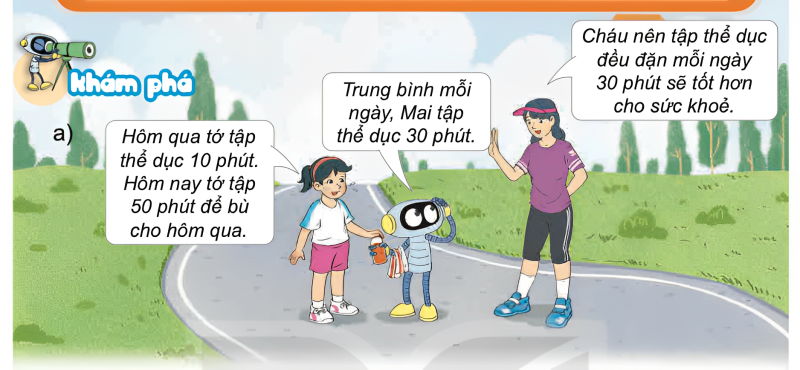 Khám phá
a)
Hôm qua tớ tập
thể dục 10 phút.
Hôm nay tớ tập
50 phút để bù
cho hôm qua.
Trung bình mỗi
ngày, Mai tập
thể dục 30 phút.
Cháu nên tập thể dục
đều đặn mỗi ngày
30 phút sẽ tốt hơn
cho sức khoẻ.